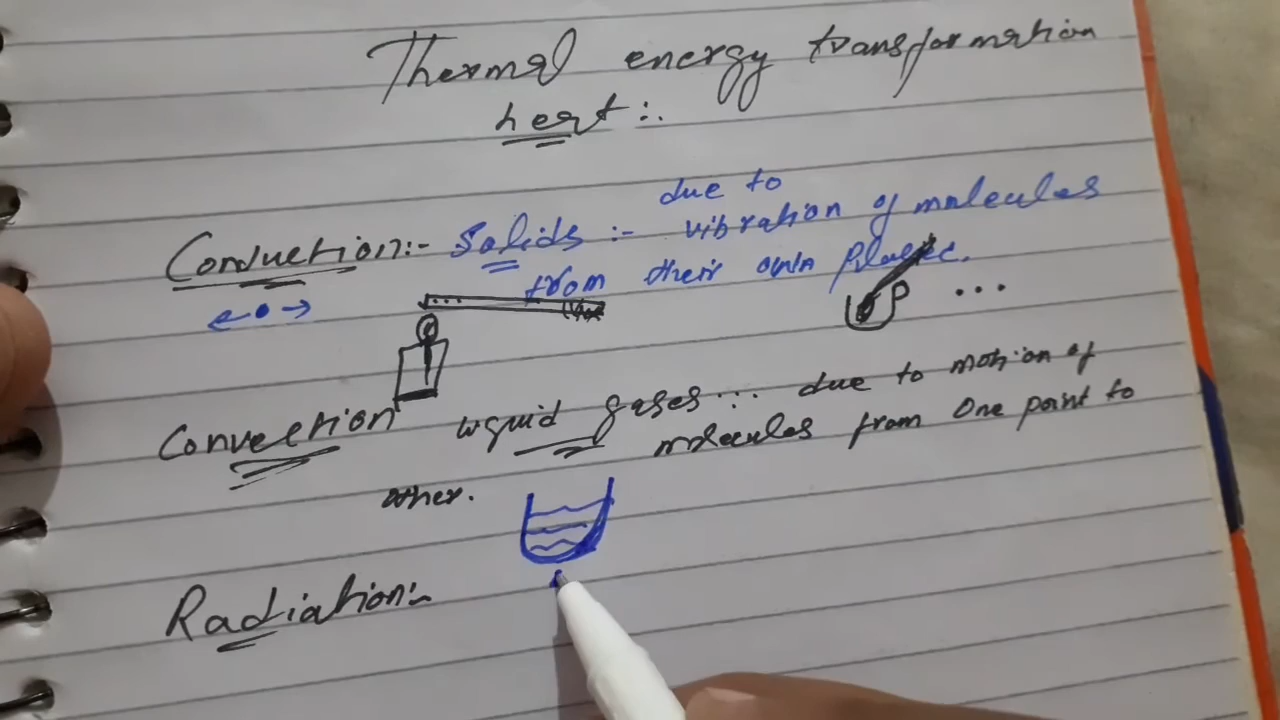 Thermal energy transformation
heat :.
Conduction:- Solids :- due to
vibration of molecules
from their own places.
Convection liquid gases... due to motion of
molecules from One point to
other.
Radiation:-